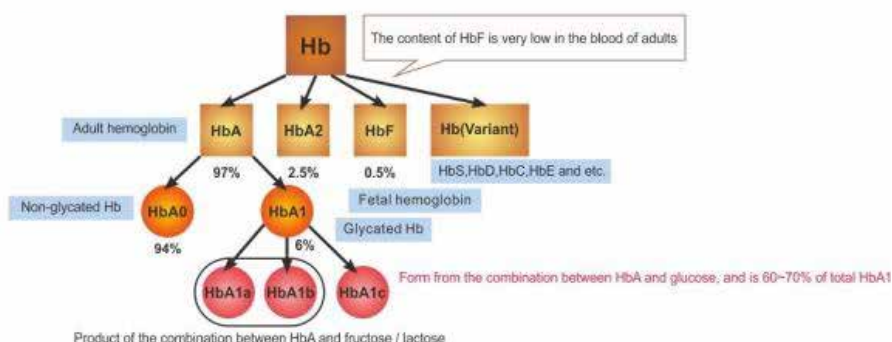 Hb
The content of HbF is very low in the blood of adults
Adult hemoglobin
HbA
HbA2
HbF
Hb(Variant)
97%
2.5%
0.5%
HbS,HbD,HbC,HbE and etc.
Non-glycated Hb
HbA0
HbA1
Fetal hemoglobin
Glycated Hb
94%
6%
HbA1a
HbA1b
HbA1c
Form from the combination between HbA and glucose, and is 60~70% of total HbA1
Product of the combination between HbA and fructose / lactose